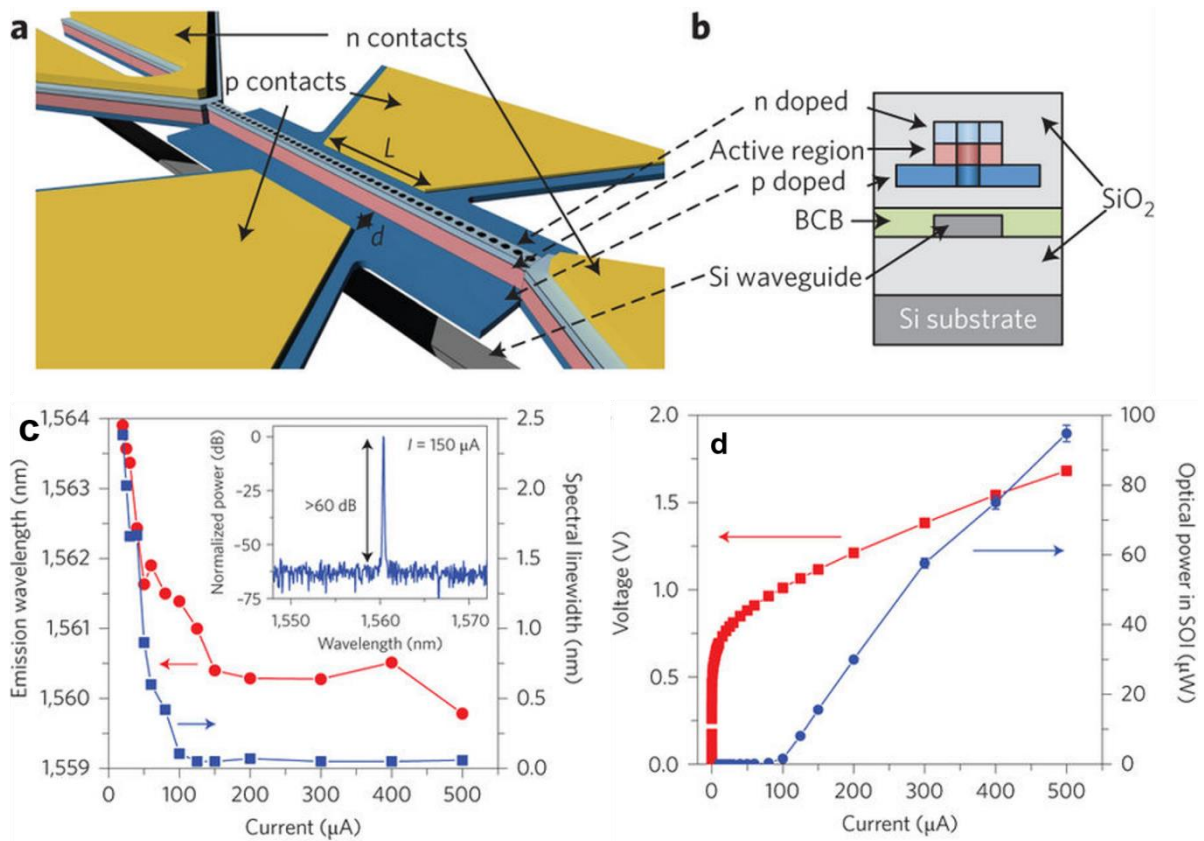 a
n contacts
p contacts
L
d
b
n doped
Active region
p doped
BCB
Si waveguide
SiO₂
Si substrate
c
1,564
1,563
1,562
1,561
1,560
1,559
Emission wavelength (nm)
2.5
2.0
1.5
1.0
0.5
0.0
Spectral linewidth (nm)
0 100 200 300 400 500
Current (µA)
I = 150 µA
>60 dB
0
−25
−50
−75
Normalized power (dB)
1,550 1,560 1,570
Wavelength (nm)
d
2.0
1.5
1.0
0.5
0.0
Voltage (V)
100
80
60
40
20
0
Optical power in SOI (µW)
0 100 200 300 400 500
Current (µA)